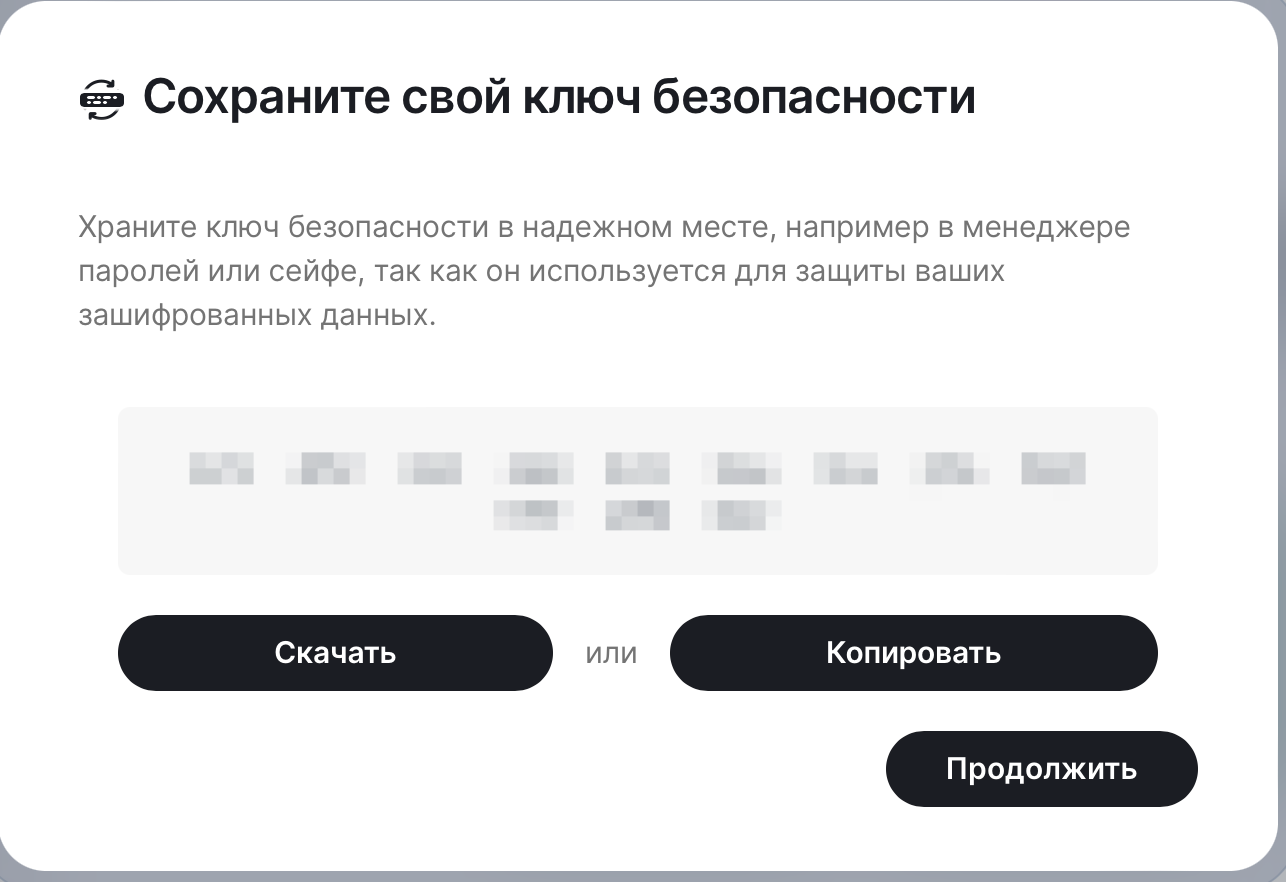 Сохраните свой ключ безопасности
Храните ключ безопасности в надежном месте, например в менеджере
паролей или сейфе, так как он используется для защиты ваших
зашифрованных данных.
Скачать или Копировать
Продолжить